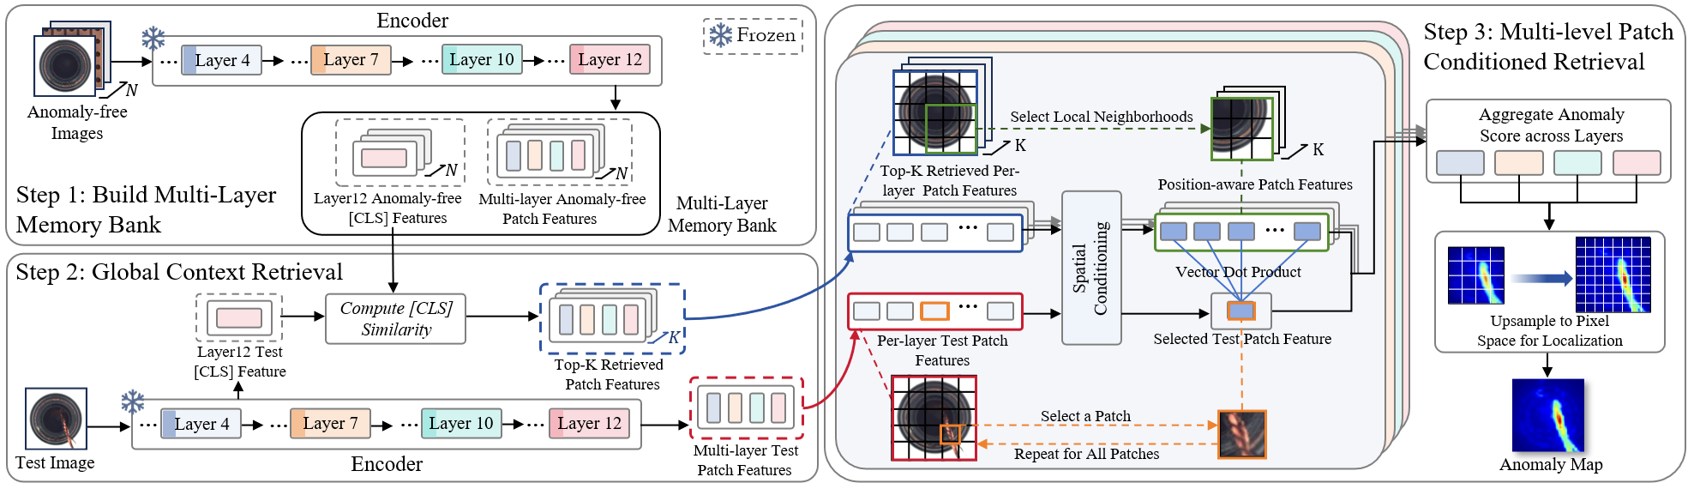 Encoder
Frozen
... Layer 4 ... Layer 7 ... Layer 10 ... Layer 12
N
Anomaly-free
Images
N
N
Layer12 Anomaly-free
[CLS] Features
Multi-layer Anomaly-free
Patch Features
Step 1: Build Multi-Layer
Memory Bank
Multi-Layer
Memory Bank
Step 2: Global Context Retrieval
Layer12 Test
[CLS] Feature
Compute [CLS]
Similarity
K
Top-K Retrieved
Patch Features
Test Image
... Layer 4 ... Layer 7 ... Layer 10 ... Layer 12
Encoder
Multi-layer Test
Patch Features
Step 3: Multi-level Patch
Conditioned Retrieval
K
Top-K Retrieved Per-
layer Patch Features
Select Local Neighborhoods
K
Position-aware Patch Features
...
Spatial
Conditioning
...
Vector Dot Product
...
Per-layer Test Patch
Features
Selected Test Patch Feature
Select a Patch
Repeat for All Patches
Aggregate Anomaly
Score across Layers
Upsample to Pixel
Space for Localization
Anomaly Map